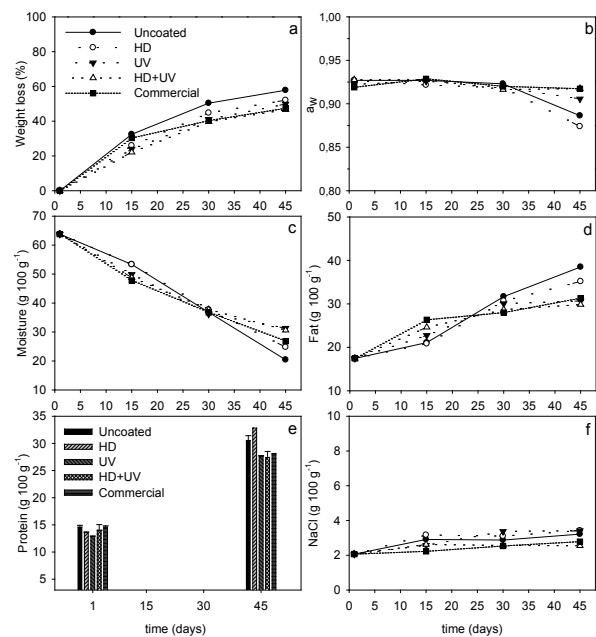 a
Uncoated
HD
UV
HD+UV
Commercial
Weight loss (%)
100
80
60
40
20
0
0 5 10 15 20 25 30 35 40 45
b
a_w
1,00
0,95
0,90
0,85
0,80
0 5 10 15 20 25 30 35 40 45
c
Moisture (g 100 g-1)
70
60
50
40
30
20
10
0 5 10 15 20 25 30 35 40 45
d
Fat (g 100 g-1)
50
40
30
20
10
0 5 10 15 20 25 30 35 40 45
e
Uncoated
HD
UV
HD+UV
Commercial
Protein (g 100 g-1)
35
30
25
20
15
10
5
1 15 30 45
time (days)
f
NaCl (g 100 g-1)
10
8
6
4
2
0
0 5 10 15 20 25 30 35 40 45
time (days)